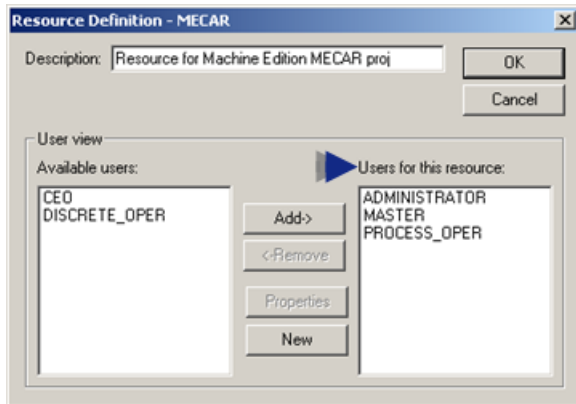 Resource Definition - MECAR
Description: Resource for Machine Edition MECAR proj
OK
Cancel
User view
Available users:
CEO
DISCRETE_OPER
Add->
<-Remove
Properties
New
Users for this resource:
ADMINISTRATOR
MASTER
PROCESS_OPER